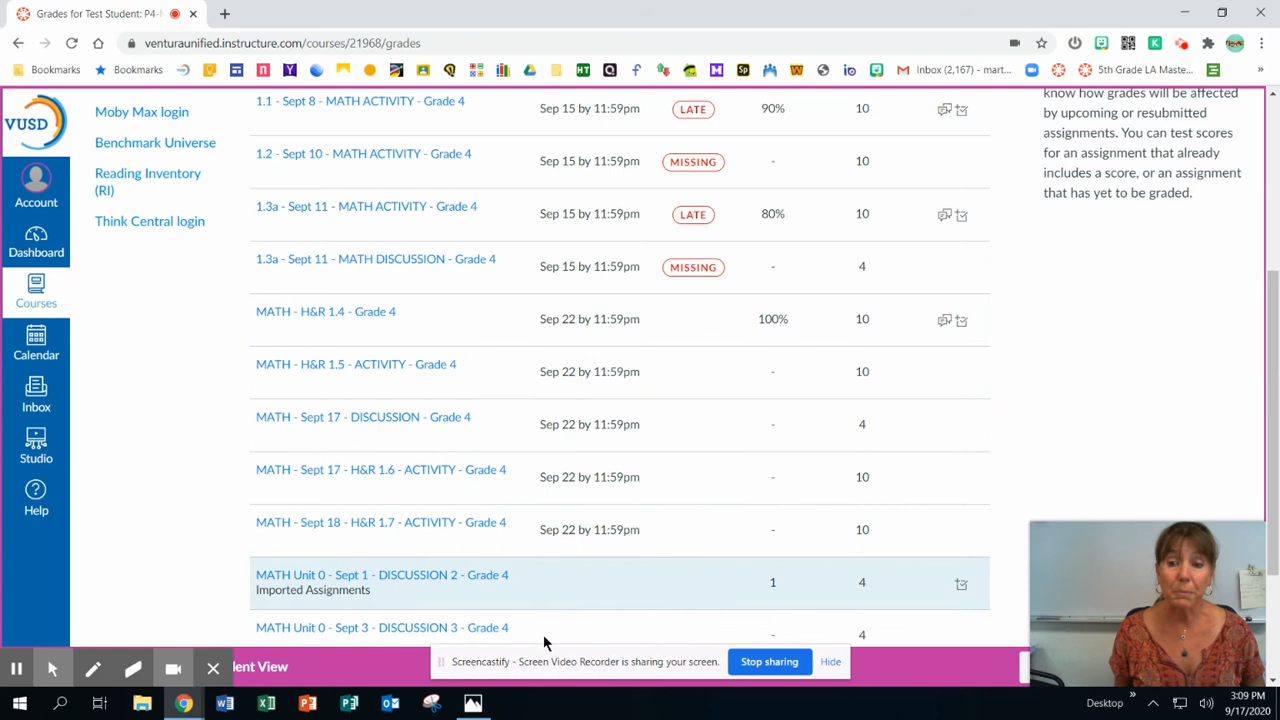 Grades for Test Student: P4-
venturaunified.instructure.com/courses/21968/grades
Bookmarks
Bookmarks
Inbox (2,167) - mart...
5th Grade LA Maste...
VUSD
Account
Dashboard
Courses
Calendar
Inbox
Studio
Help
Moby Max login
Benchmark Universe
Reading Inventory
(RI)
Think Central login
1.1 - Sept 8 - MATH ACTIVITY - Grade 4 Sep 15 by 11:59pm LATE 90% 10
1.2 - Sept 10 - MATH ACTIVITY - Grade 4 Sep 15 by 11:59pm MISSING - 10
1.3a - Sept 11 - MATH ACTIVITY - Grade 4 Sep 15 by 11:59pm LATE 80% 10
1.3a - Sept 11 - MATH DISCUSSION - Grade 4 Sep 15 by 11:59pm MISSING - 4
MATH - H&R 1.4 - Grade 4 Sep 22 by 11:59pm 100% 10
MATH - H&R 1.5 - ACTIVITY - Grade 4 Sep 22 by 11:59pm - 10
MATH - Sept 17 - DISCUSSION - Grade 4 Sep 22 by 11:59pm - 4
MATH - Sept 17 - H&R 1.6 - ACTIVITY - Grade 4 Sep 22 by 11:59pm - 10
MATH - Sept 18 - H&R 1.7 - ACTIVITY - Grade 4 Sep 22 by 11:59pm - 10
MATH Unit 0 - Sept 1 - DISCUSSION 2 - Grade 4 1 4
Imported Assignments
MATH Unit 0 - Sept 3 - DISCUSSION 3 - Grade 4 - 4
know how grades will be affected
by upcoming or resubmitted
assignments. You can test scores
for an assignment that already
includes a score, or an assignment
that has yet to be graded.
dent View
Screencastify - Screen Video Recorder is sharing your screen. Stop sharing Hide
Desktop
3:09 PM
9/17/2020